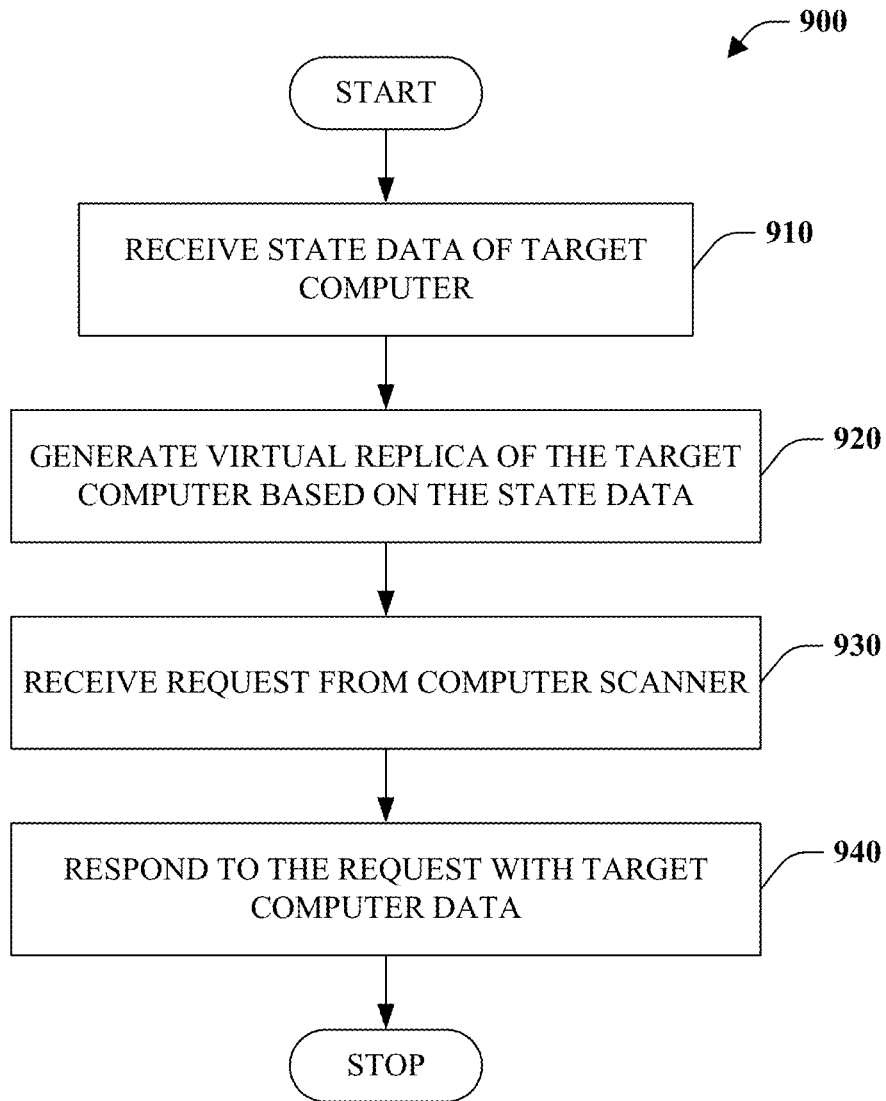 900
START
RECEIVE STATE DATA OF TARGET
COMPUTER
910
GENERATE VIRTUAL REPLICA OF THE TARGET
COMPUTER BASED ON THE STATE DATA
920
RECEIVE REQUEST FROM COMPUTER SCANNER
930
RESPOND TO THE REQUEST WITH TARGET
COMPUTER DATA
940
STOP